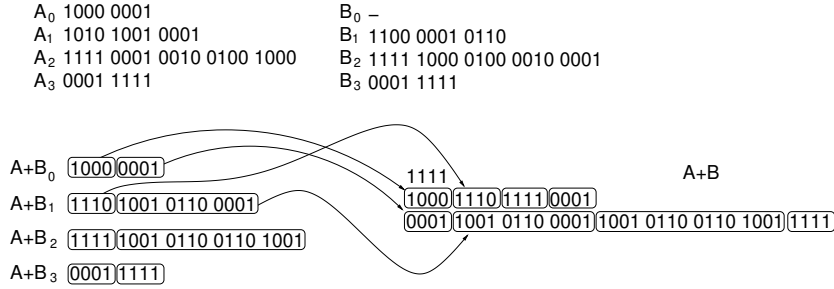 A0 1000 0001
A1 1010 1001 0001
A2 1111 0001 0010 0100 1000
A3 0001 1111
B0 –
B1 1100 0001 0110
B2 1111 1000 0100 0010 0001
B3 0001 1111
A+B0 1000 0001
A+B1 1110 1001 0110 0001
A+B2 1111 1001 0110 0110 1001
A+B3 0001 1111
A+B
1111
1000 1110 1111 0001
0001 1001 0110 0001 1001 0110 0110 1001 1111